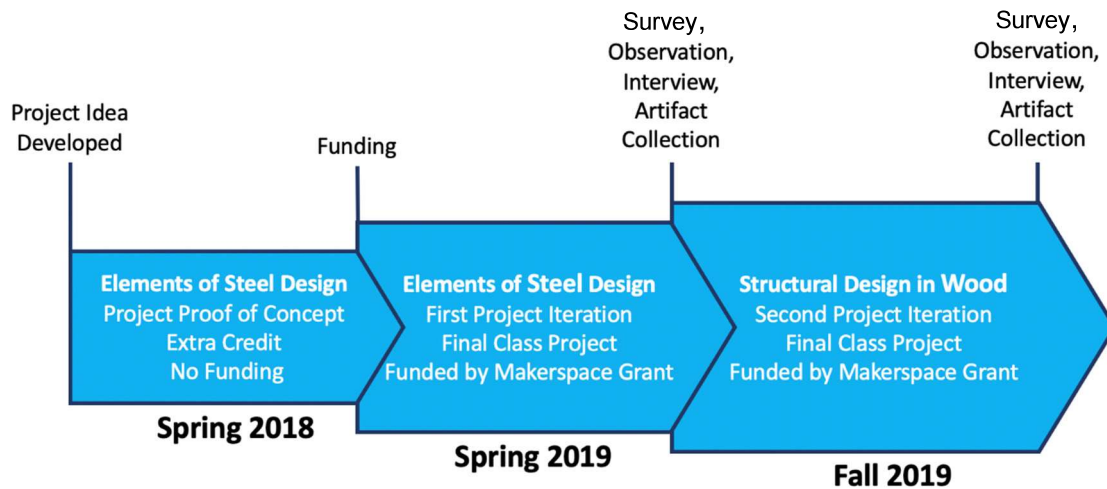 Project Idea
Developed
Funding
Survey,
Observation,
Interview,
Artifact
Collection
Survey,
Observation,
Interview,
Artifact
Collection
Elements of Steel Design
Project Proof of Concept
Extra Credit
No Funding
Spring 2018
Elements of Steel Design
First Project Iteration
Final Class Project
Funded by Makerspace Grant
Spring 2019
Structural Design in Wood
Second Project Iteration
Final Class Project
Funded by Makerspace Grant
Fall 2019